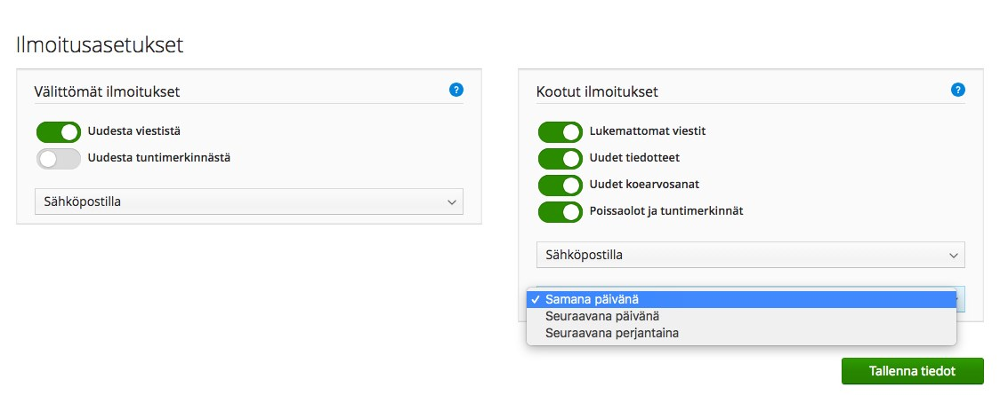 Ilmoitusasetukset
Välittömät ilmoitukset
?
Uudesta viestistä
Uudesta tuntimerkinnästä
Sähköpostilla
Kootut ilmoitukset
?
Lukemattomat viestit
Uudet tiedotteet
Uudet koearvosanat
Poissaolot ja tuntimerkinnät
Sähköpostilla
✓ Samana päivänä
Seuraavana päivänä
Seuraavana perjantaina
Tallenna tiedot